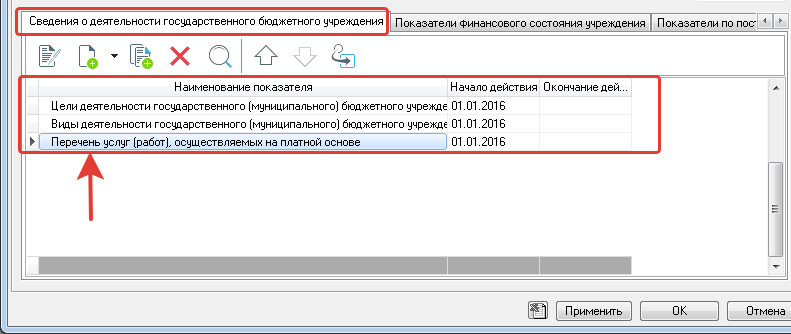 Сведения о деятельности государственного бюджетного учреждения Показатели финансового состояния учреждения Показатели по пост
Наименование показателя Начало действия Окончание дей...
Цели деятельности государственного (муниципального) бюджетного учрежде 01.01.2016
Виды деятельности государственного (муниципального) бюджетного учрежде 01.01.2016
Перечень услуг (работ), осуществляемых на платной основе 01.01.2016
Применить OK Отмена